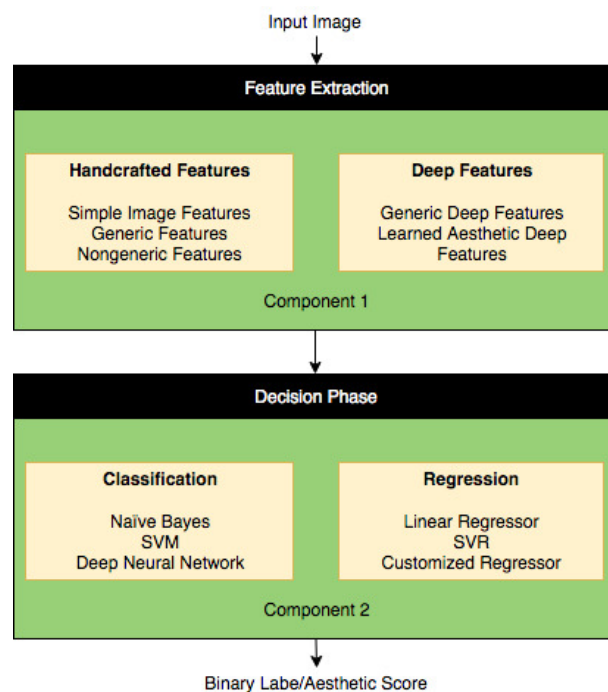 Input Image
Feature Extraction
Handcrafted Features
Simple Image Features
Generic Features
Nongeneric Features
Deep Features
Generic Deep Features
Learned Aesthetic Deep
Features
Component 1
Decision Phase
Classification
Naïve Bayes
SVM
Deep Neural Network
Regression
Linear Regressor
SVR
Customized Regressor
Component 2
Binary Labe/Aesthetic Score